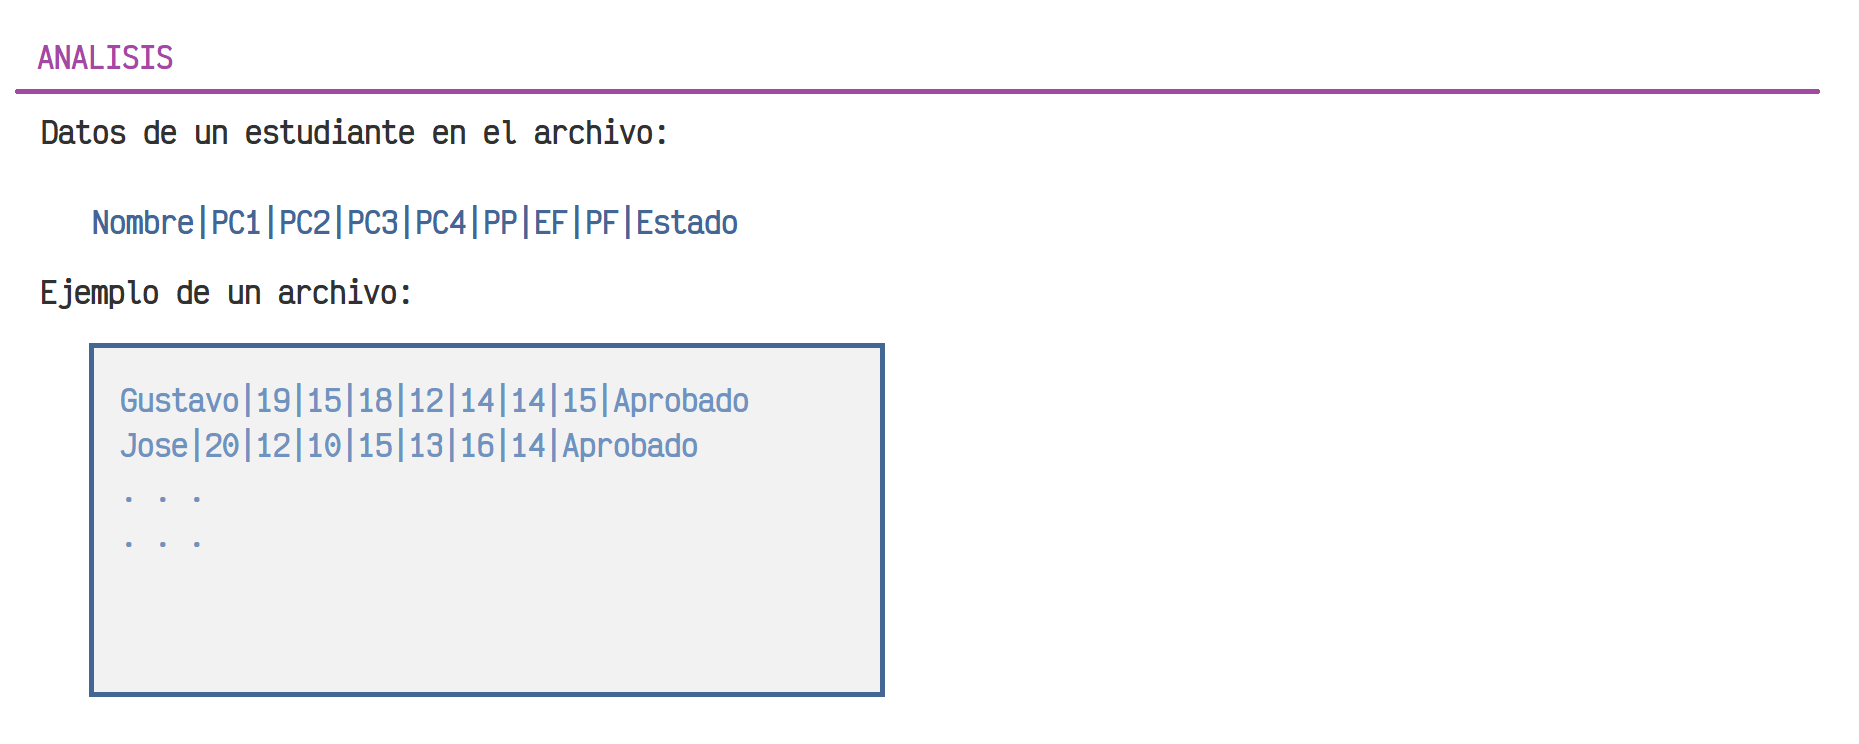 ANALISIS
Datos de un estudiante en el archivo:
Nombre|PC1|PC2|PC3|PC4|PP|EF|PF|Estado
Ejemplo de un archivo:
Gustavo|19|15|18|12|14|14|15|Aprobado
Jose|20|12|10|15|13|16|14|Aprobado
. . .
. . .